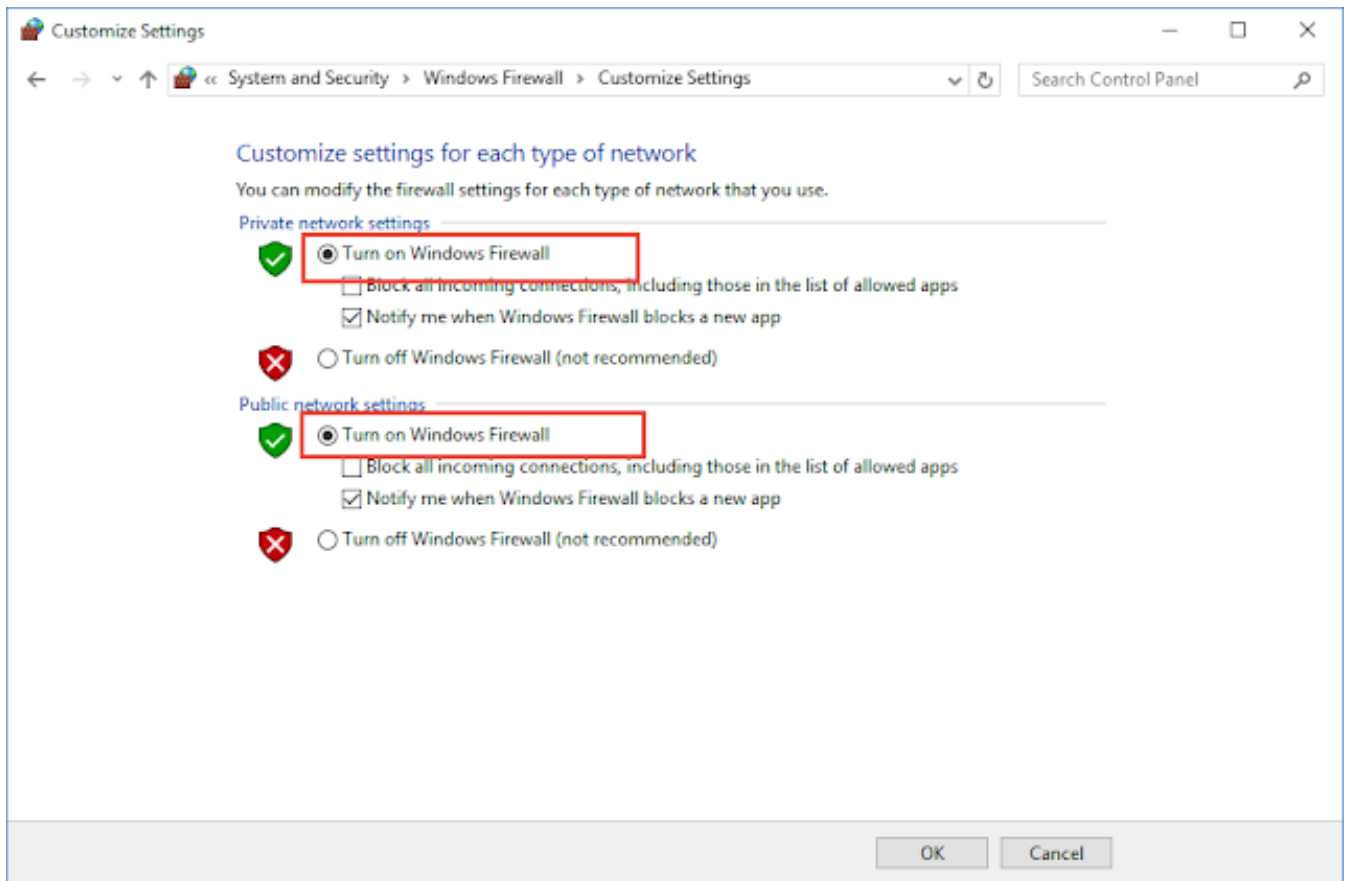 Customize Settings
« System and Security > Windows Firewall > Customize Settings
Search Control Panel
Customize settings for each type of network
You can modify the firewall settings for each type of network that you use.
Private network settings
Turn on Windows Firewall
Block all incoming connections, including those in the list of allowed apps
Notify me when Windows Firewall blocks a new app
Turn off Windows Firewall (not recommended)
Public network settings
Turn on Windows Firewall
Block all incoming connections, including those in the list of allowed apps
Notify me when Windows Firewall blocks a new app
Turn off Windows Firewall (not recommended)
OK
Cancel